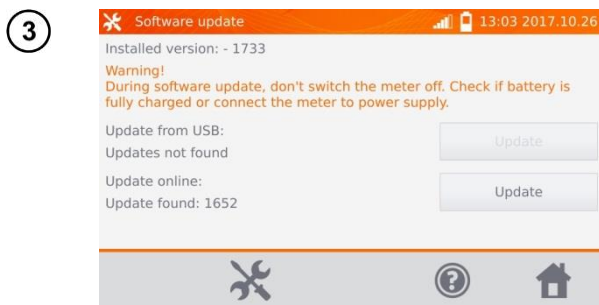 3
Software update
13:03 2017.10.26
Installed version: - 1733
Warning!
During software update, don't switch the meter off. Check if battery is
fully charged or connect the meter to power supply.
Update from USB:
Updates not found
Update
Update online:
Update found: 1652
Update
?